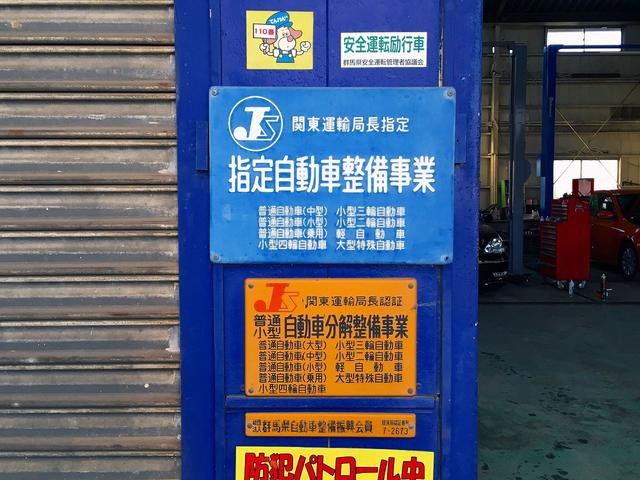 110番
安全運転励行車
群馬県安全運転管理者協議会
JS 関東運輸局長指定
指定自動車整備事業
普通自動車(中型) 小型三輪自動車
普通自動車(小型) 小型二輪自動車
普通自動車(乗用) 軽自動車
小型四輪自動車 大型特殊自動車
JS 関東運輸局長認証
普通小型 自動車分解整備事業
普通自動車(大型) 小型三輪自動車
普通自動車(中型) 小型二輪自動車
普通自動車(小型) 軽自動車
普通自動車(乗用) 大型特殊自動車
小型四輪自動車
群馬県自動車整備振興会員
7-2673
防犯パトロール中